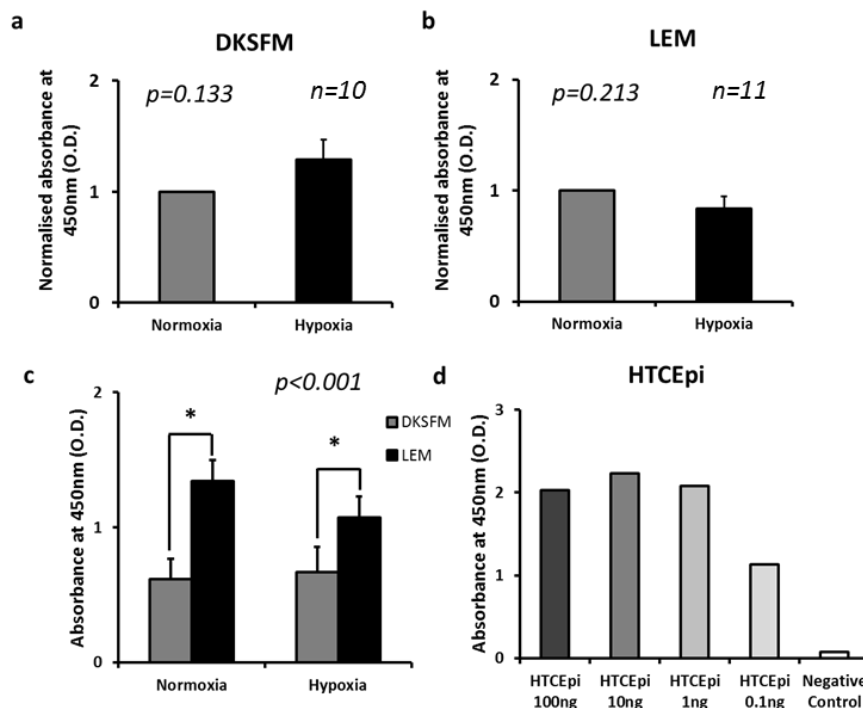 a
DKSFM
Normalised absorbance at
450nm (O.D.)
2
1
0
p=0.133
n=10
Normoxia
Hypoxia
b
LEM
Normalised absorbance at
450nm (O.D.)
2
1
0
p=0.213
n=11
Normoxia
Hypoxia
c
p<0.001
Absorbance at 450nm (O.D.)
2
1
0
*
*
DKSFM
LEM
Normoxia
Hypoxia
d
HTCEpi
Absorbance at 450nm (O.D.)
3
2
1
0
HTCEpi HTCEpi HTCEpi HTCEpi Negative
100ng 10ng 1ng 0.1ng Control